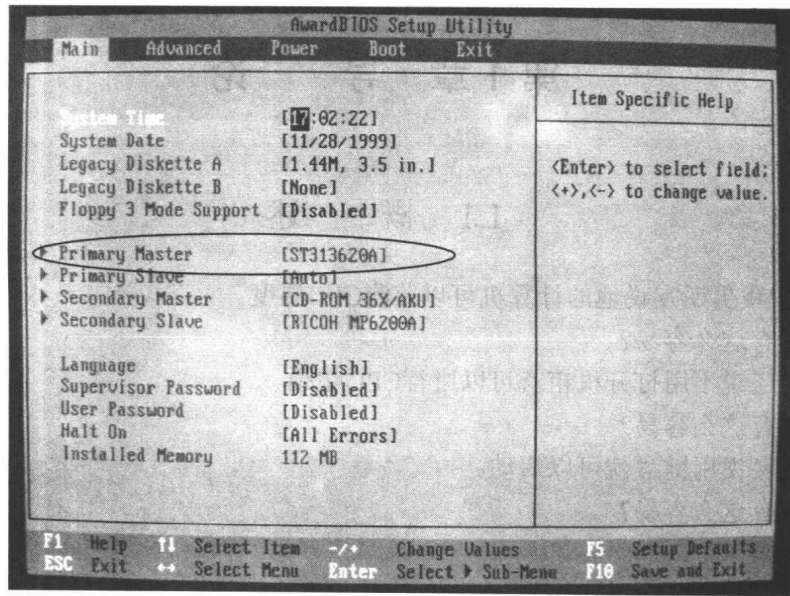 AwardBIOS Setup Utility
Main Advanced Power Boot Exit
System Time [17:02:22]
System Date [11/28/1999]
Legacy Diskette A [1.44M, 3.5 in.]
Legacy Diskette B [None]
Floppy 3 Mode Support [Disabled]
Primary Master [ST313620A]
Primary Slave [Auto]
Secondary Master [CD-ROM 36X/AKU]
Secondary Slave [RICOH MP6200A]
Language [English]
Supervisor Password [Disabled]
User Password [Disabled]
Halt On [All Errors]
Installed Memory 112 MB
Item Specific Help
<Enter> to select field;
<+>,<-> to change value.
F1 Help ↑↓ Select Item -/+ Change Values F5 Setup Defaults
ESC Exit ↔ Select Menu Enter Select ▶ Sub-Menu F10 Save and Exit